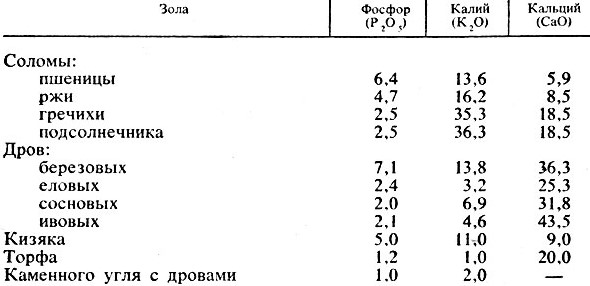 Зола Фосфор (P2O5) Калий (K2O) Кальций (CaO)
Соломы:
пшеницы 6,4 13,6 5,9
ржи 4,7 16,2 8,5
гречихи 2,5 35,3 18,5
подсолнечника 2,5 36,3 18,5
Дров:
березовых 7,1 13,8 36,3
еловых 2,4 3,2 25,3
сосновых 2.0 6,9 31,8
ивовых 2,1 4,6 43,5
Кизяка 5.0 11,0 9,0
Торфа 1,2 1,0 20,0
Каменного угля с дровами 1.0 2,0 —